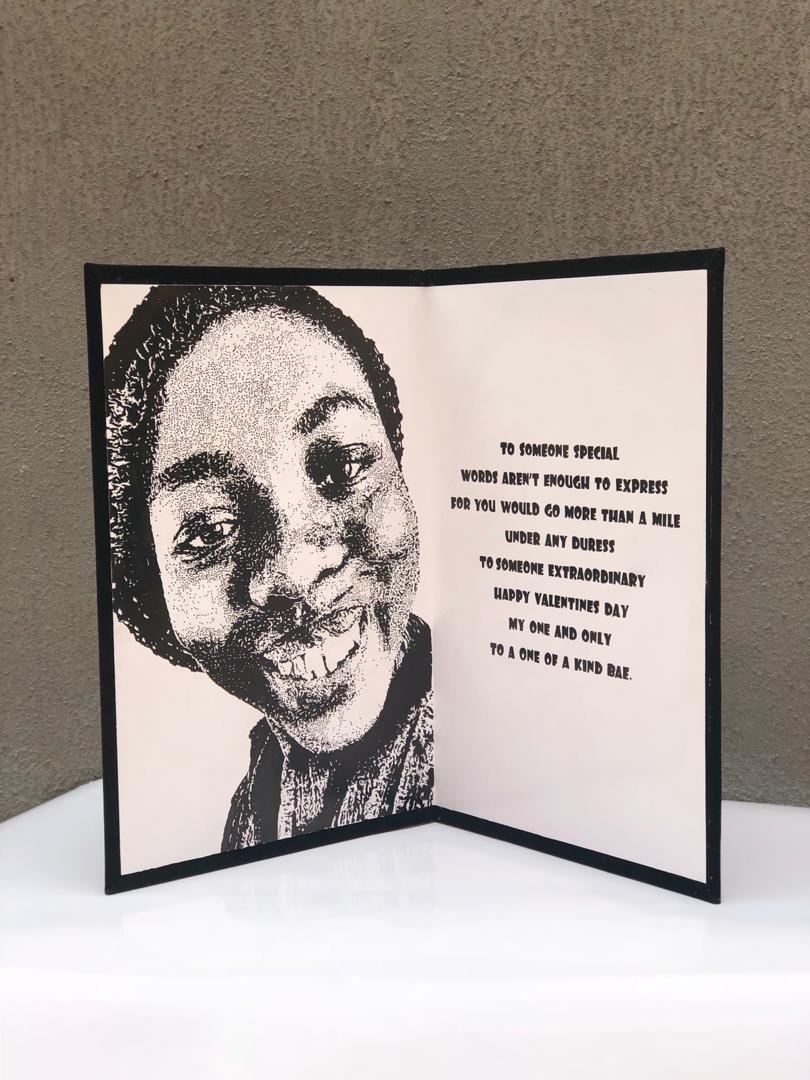 TO SOMEONE SPECIAL
WORDS AREN'T ENOUGH TO EXPRESS
FOR YOU WOULD GO MORE THAN A MILE
UNDER ANY DURESS
TO SOMEONE EXTRAORDINARY
HAPPY VALENTINES DAY
MY ONE AND ONLY
TO A ONE OF A KIND BAE.